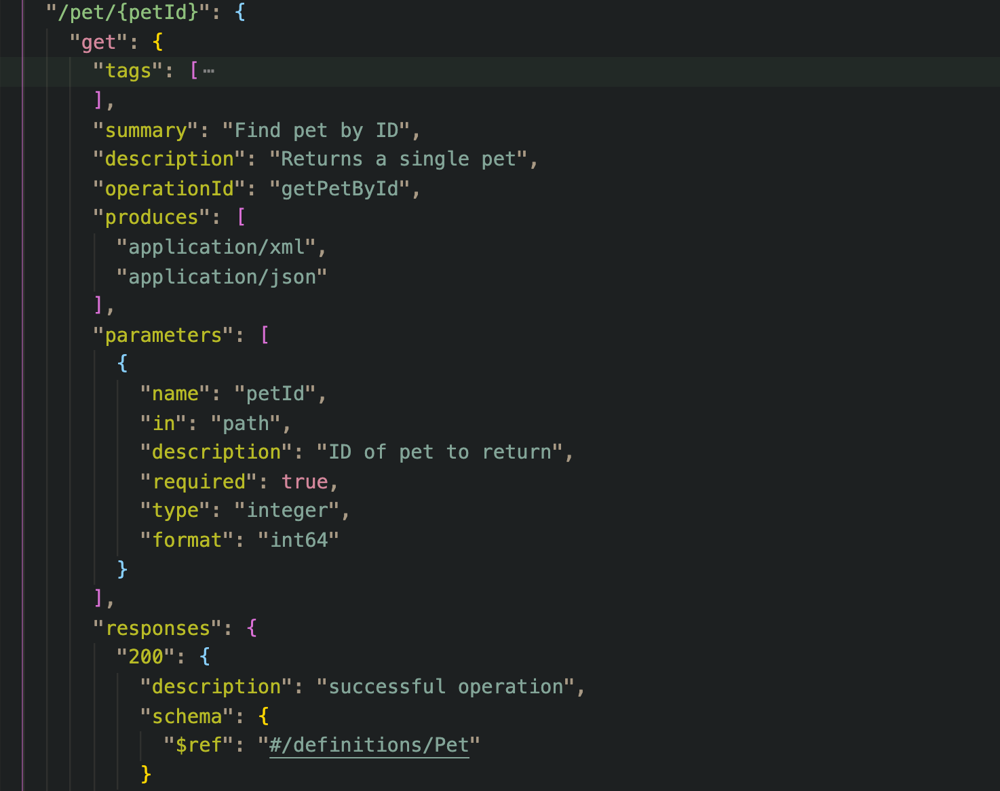 "/pet/{petId}": {
"get": {
"tags": [⋯
],
"summary": "Find pet by ID",
"description": "Returns a single pet",
"operationId": "getPetById",
"produces": [
"application/xml",
"application/json"
],
"parameters": [
{
"name": "petId",
"in": "path",
"description": "ID of pet to return",
"required": true,
"type": "integer",
"format": "int64"
}
],
"responses": {
"200": {
"description": "successful operation",
"schema": {
"$ref": "#/definitions/Pet"
}